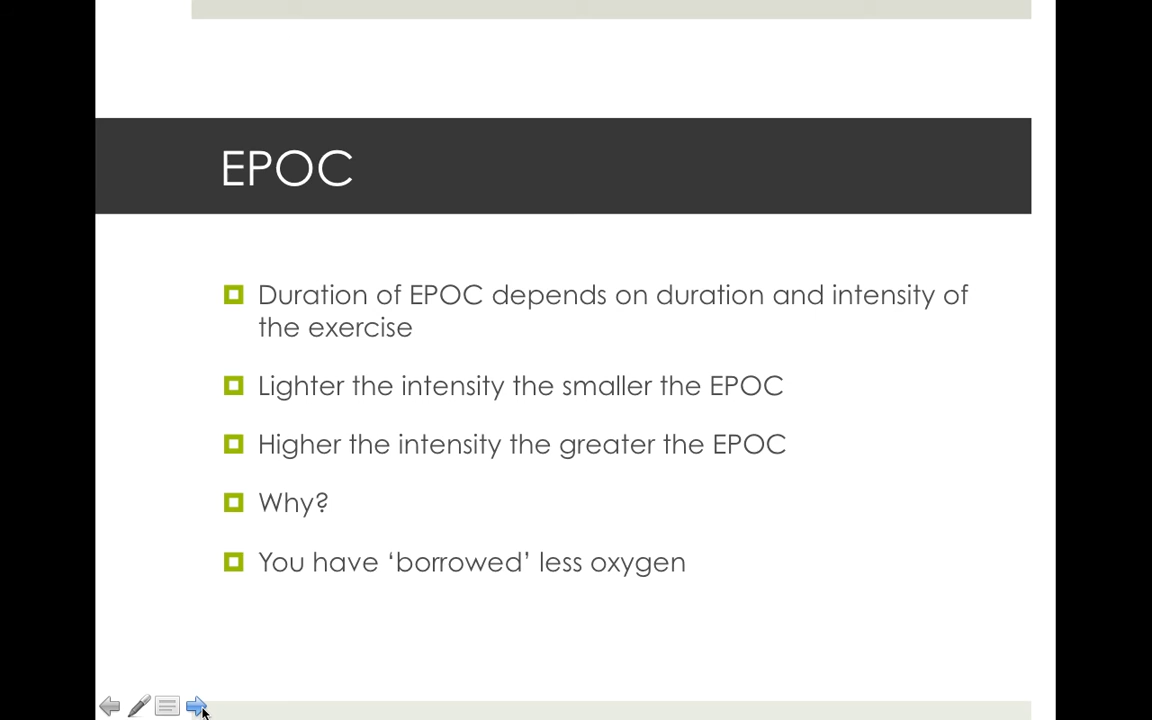 EPOC
Duration of EPOC depends on duration and intensity of
the exercise
Lighter the intensity the smaller the EPOC
Higher the intensity the greater the EPOC
Why?
You have ‘borrowed’ less oxygen